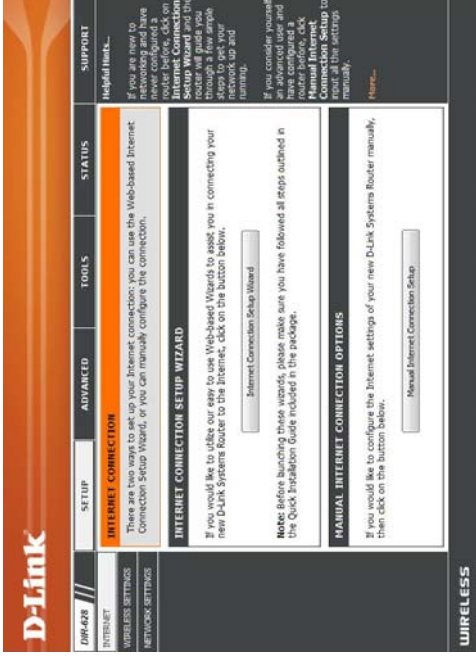 D-Link
DIR-628
SETUP
ADVANCED
TOOLS
STATUS
SUPPORT
INTERNET
WIRELESS SETTINGS
NETWORK SETTINGS
INTERNET CONNECTION
There are two ways to set up your Internet connection: you can use the Web-based Internet
Connection Setup Wizard, or you can manually configure the connection.
INTERNET CONNECTION SETUP WIZARD
If you would like to utilize our easy to use Web-based Wizards to assist you in connecting your
new D-Link Systems Router to the Internet, click on the button below.
Internet Connection Setup Wizard
Note: Before launching these wizards, please make sure you have followed all steps outlined in
the Quick Installation Guide included in the package.
MANUAL INTERNET CONNECTION OPTIONS
If you would like to configure the Internet settings of your new D-Link Systems Router manually,
then click on the button below.
Manual Internet Connection Setup
Helpful Hints...
If you are new to
networking and have
never configured a
router before, click on
Internet Connection
Setup Wizard and the
router will guide you
through a few simple
steps to get your
network up and
running.
If you consider yourself
an advanced user and
have configured a
router before, click
Manual Internet
Connection Setup to
input all the settings
manually.
More...
WIRELESS